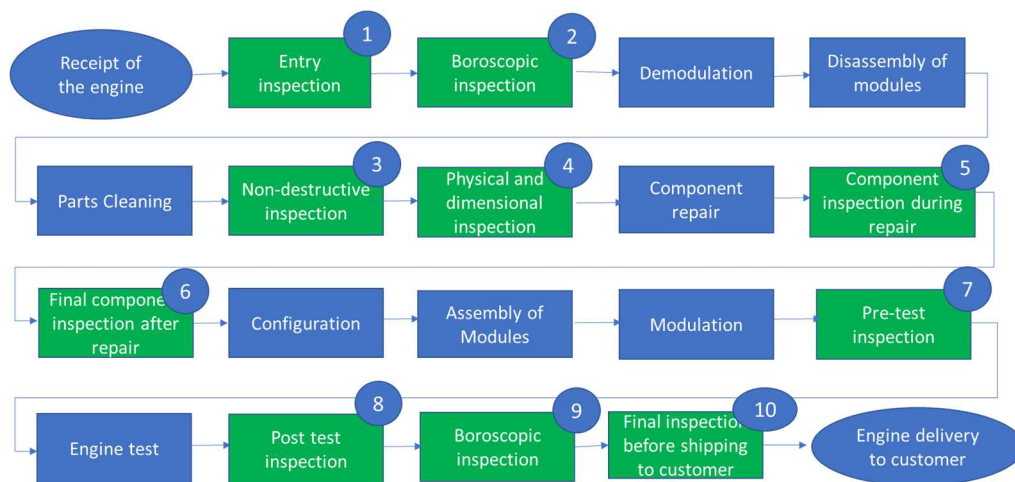 1
2
Receipt of
the engine
Entry
inspection
Boroscopic
inspection
Demodulation
Disassembly of
modules
3
4
5
Parts Cleaning
Non-destructive
inspection
Physical and
dimensional
inspection
Component
repair
Component
inspection during
repair
6
7
Final compone
inspection after
repair
Configuration
Assembly of
Modules
Modulation
Pre-test
inspection
8
9
10
Engine test
Post test
inspection
Boroscopic
inspection
Final inspection
before shipping
to customer
Engine delivery
to customer